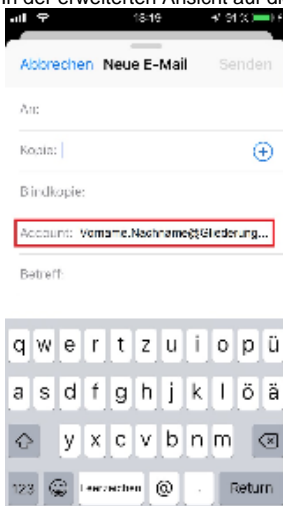 In der erweiterten Ansicht auf di
18:19
Abbrechen Neue E-Mail Senden
An:
Kopie:
Blindkopie:
Account: Vorname.Nachname@Gliederung...
Betreff:
q w e r t z u i o p ü
a s d f g h j k l ö ä
y x c v b n m
123 Leerzeichen @ . Return